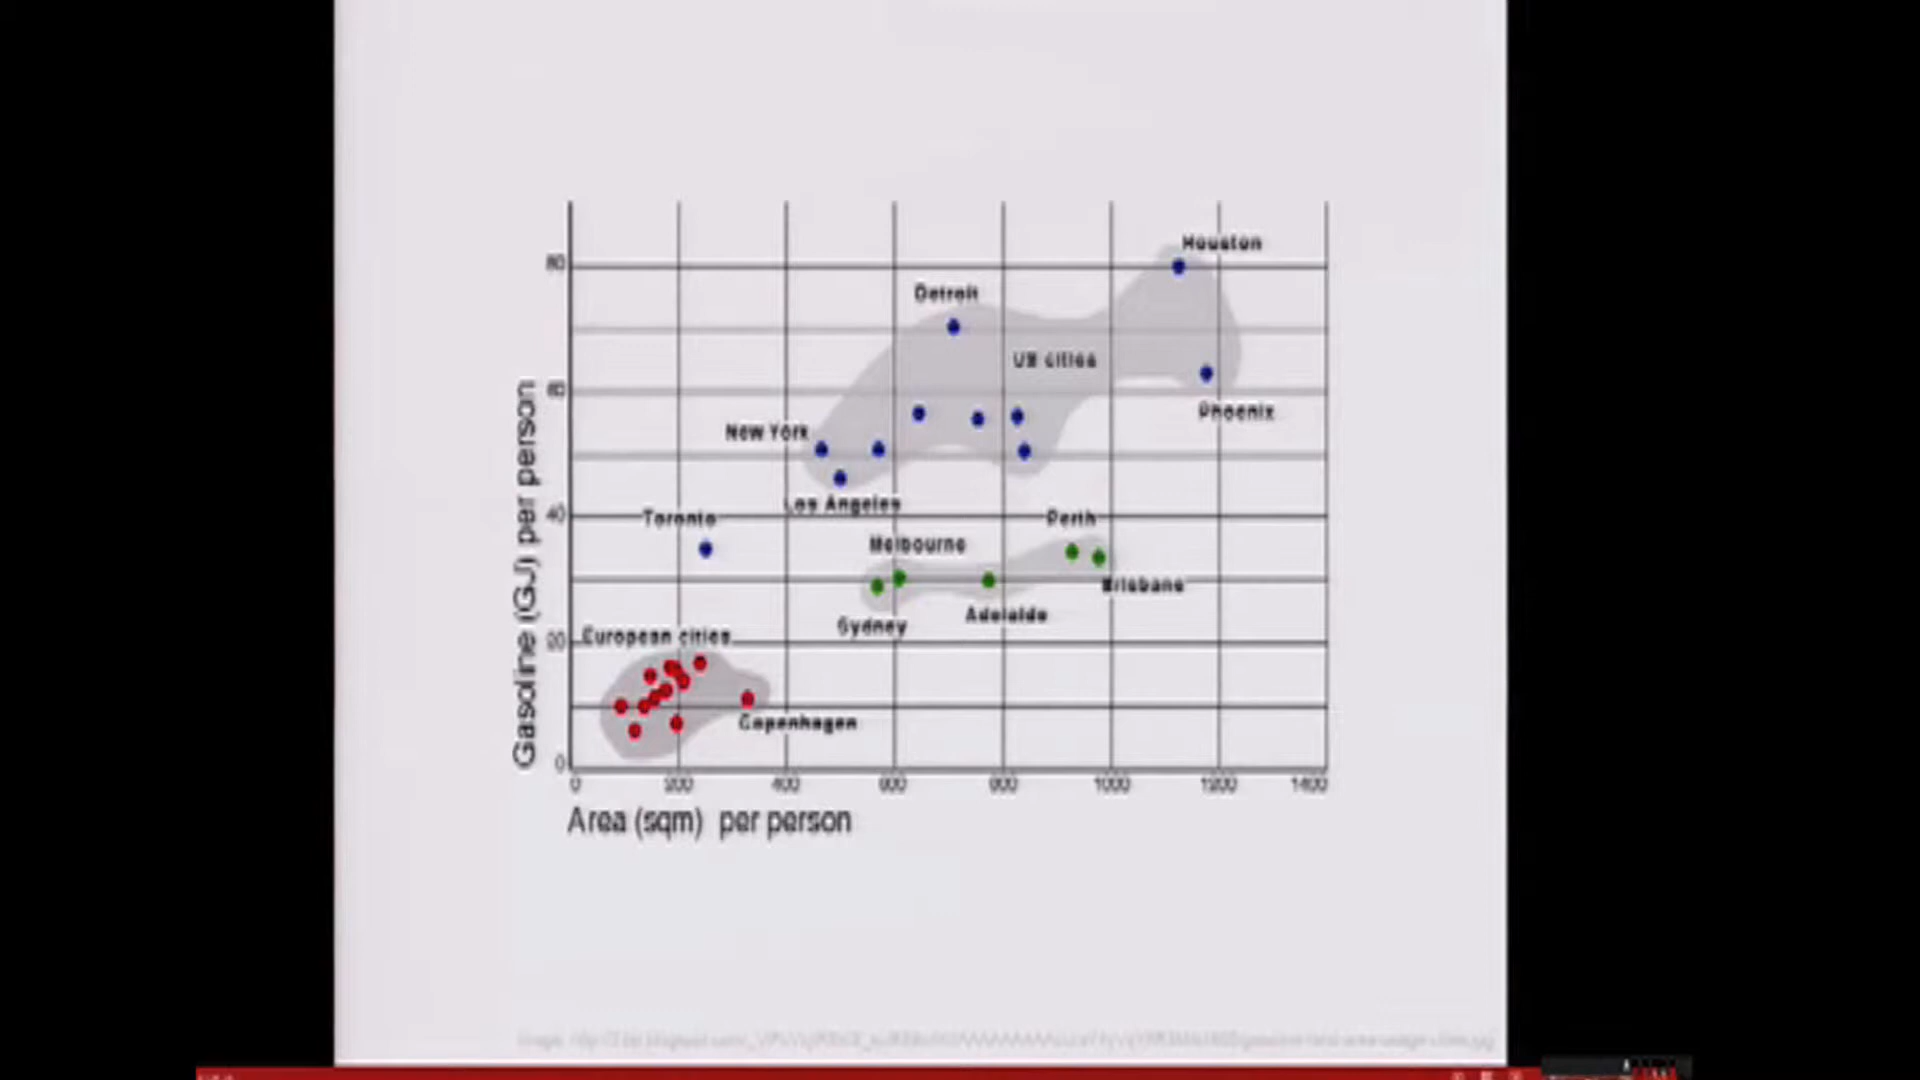 Houston
80
Detroit
US cities
60
Phoenix
New York
Los Angeles
40
Toronto
Perth
Melbourne
Brisbane
Adelaide
Sydney
European cities
20
Copenhagen
0
0 200 400 600 800 1000 1200 1400
Gasoline (GJ) per person
Area (sqm) per person